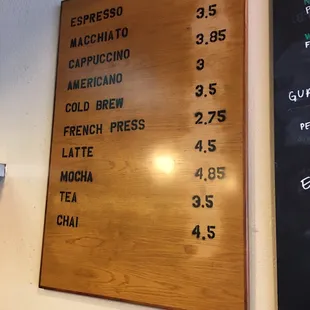 ESPRESSO
MACCHIATO 3.5
CAPPUCCINO 3.85
AMERICANO 3
COLD BREW 3.5
FRENCH PRESS 2.75
LATTE 4.5
MOCHA 4.85
TEA 3.5
CHAI 4.5